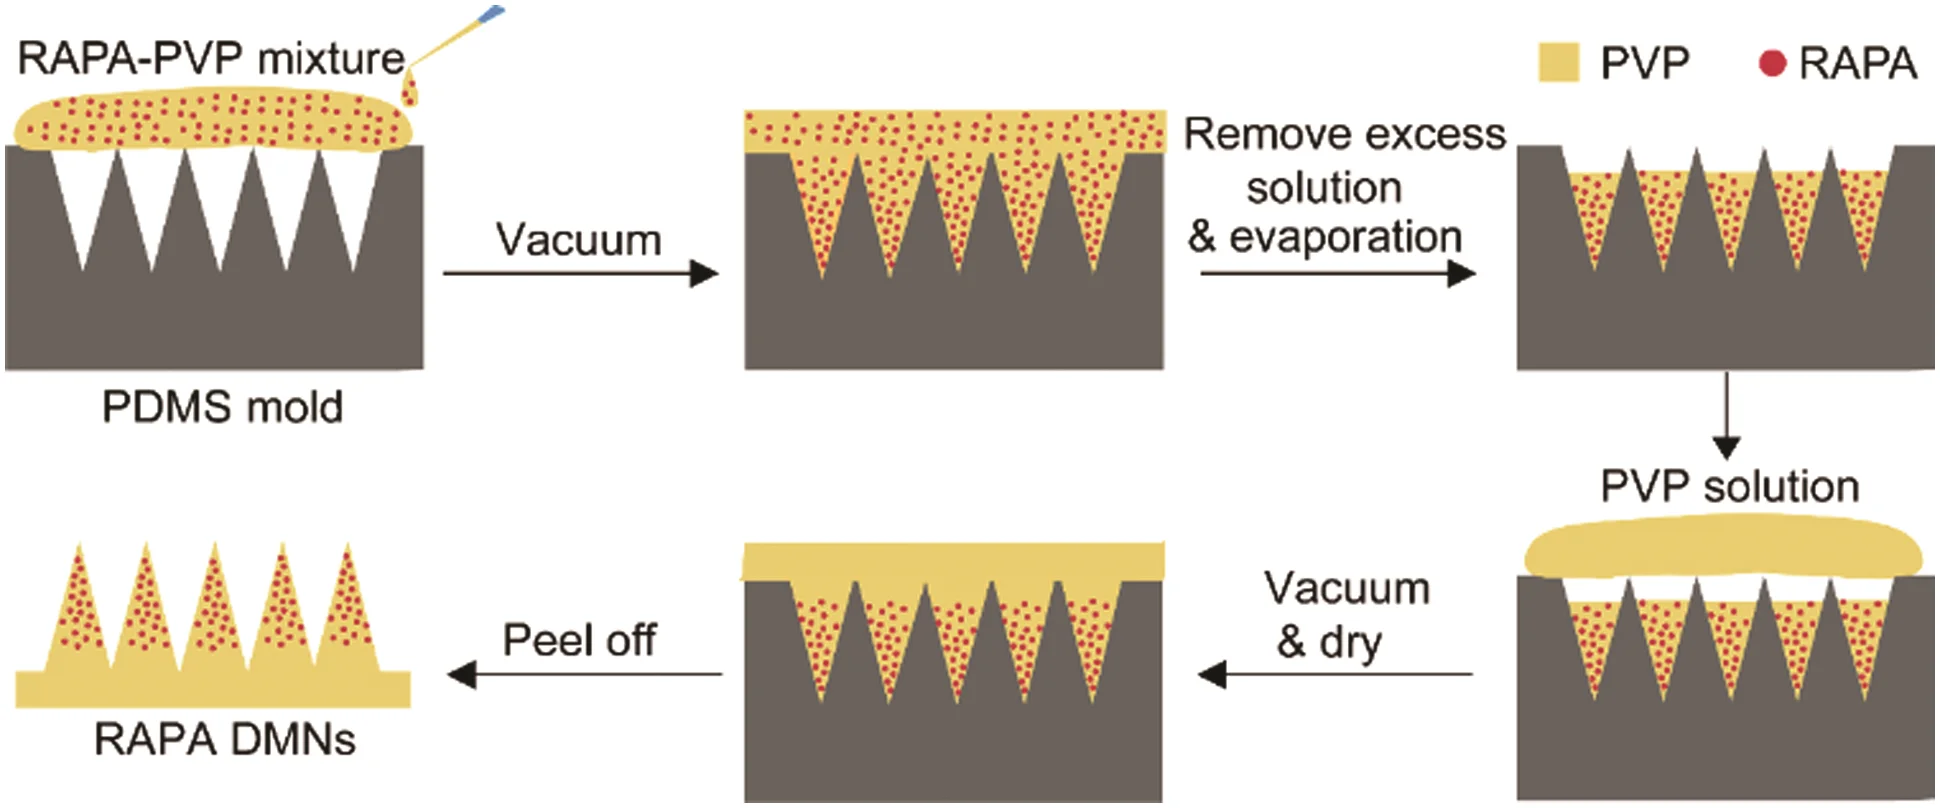 RAPA-PVP mixture
PDMS mold
Vacuum
Remove excess
solution
& evaporation
PVP
RAPA
PVP solution
Vacuum
& dry
Peel off
RAPA DMNs